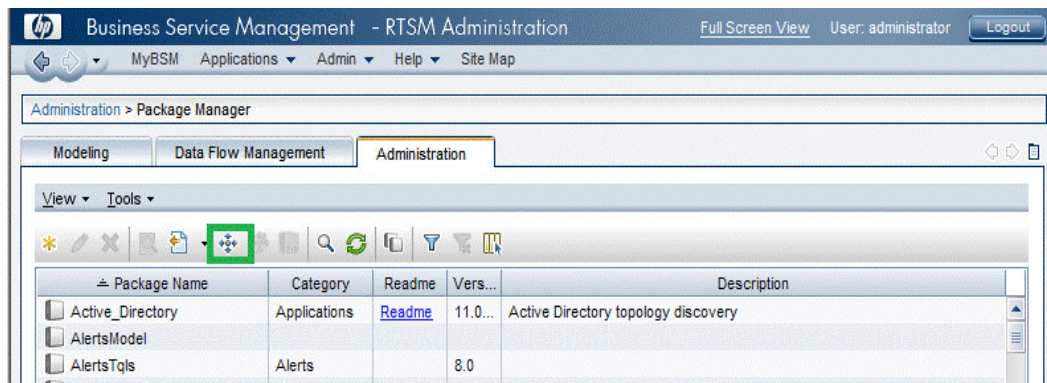 hp Business Service Management - RTSM Administration Full Screen View User: administrator Logout
MyBSM Applications Admin Help Site Map
Administration > Package Manager
Modeling Data Flow Management Administration
View Tools
Package Name Category Readme Vers... Description
Active_Directory Applications Readme 11.0... Active Directory topology discovery
AlertsModel
AlertsTqls Alerts 8.0